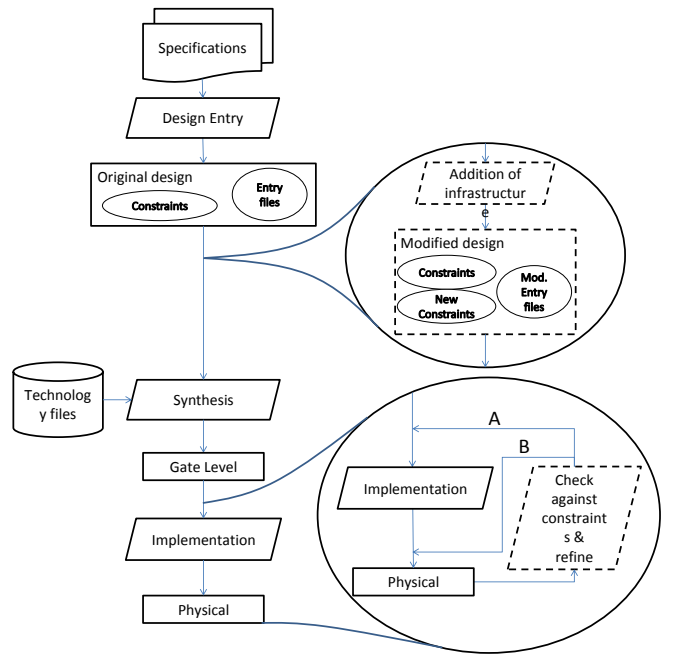 Specifications
Design Entry
Original design
Constraints
Entry
files
Addition of
infrastructur
e
Modified design
Constraints
New
Constraints
Mod.
Entry
files
Technolog
y files
Synthesis
Gate Level
Implementation
Physical
A
B
Implementation
Check
against
constraint
s &
refine
Physical